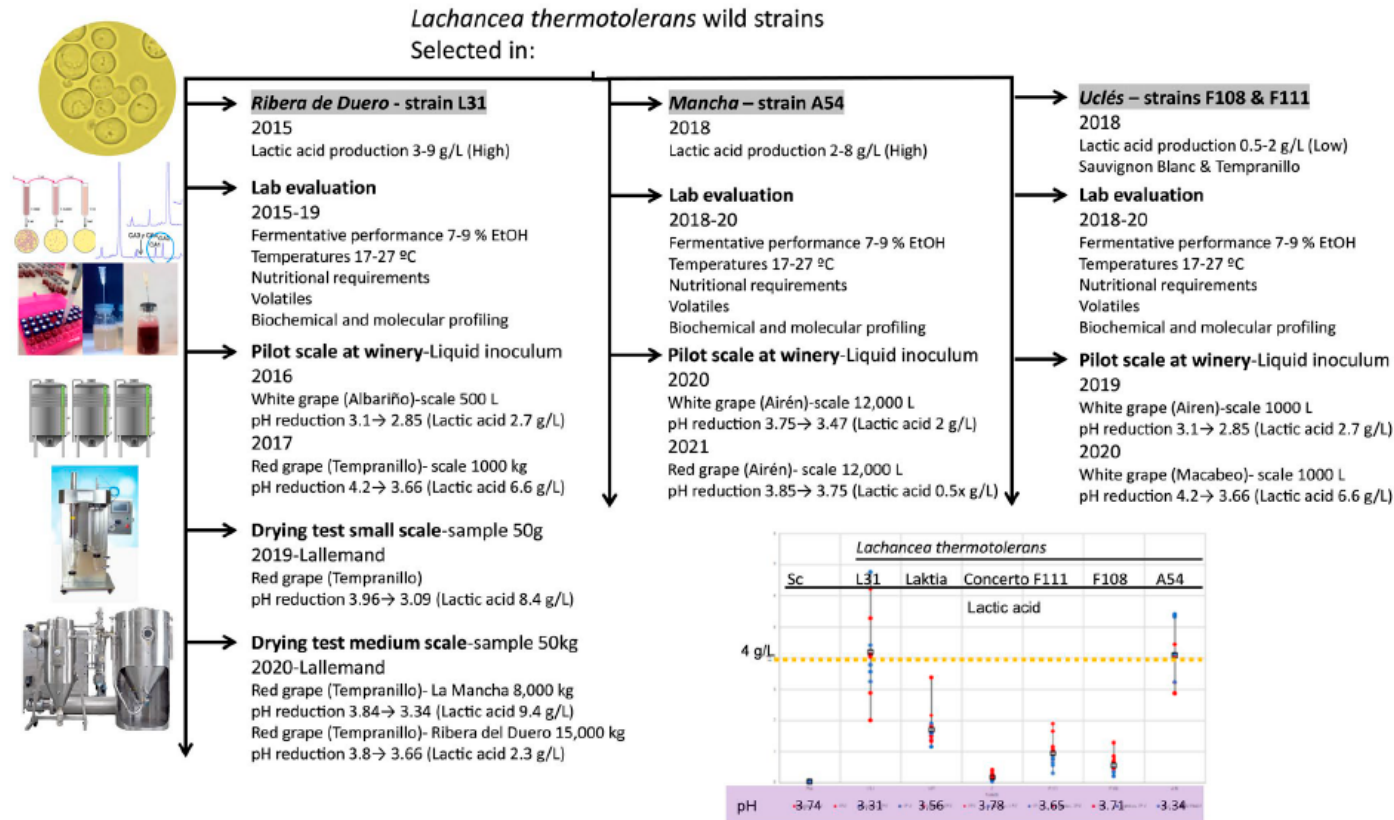 Lachancea thermotolerans wild strains
Selected in:
Ribera de Duero - strain L31
2015
Lactic acid production 3-9 g/L (High)
Lab evaluation
2015-19
Fermentative performance 7-9 % EtOH
Temperatures 17-27 ºC
Nutritional requirements
Volatiles
Biochemical and molecular profiling
Pilot scale at winery-Liquid inoculum
2016
White grape (Albariño)-scale 500 L
pH reduction 3.1→ 2.85 (Lactic acid 2.7 g/L)
2017
Red grape (Tempranillo)- scale 1000 kg
pH reduction 4.2→ 3.66 (Lactic acid 6.6 g/L)
Drying test small scale-sample 50g
2019-Lallemand
Red grape (Tempranillo)
pH reduction 3.96→ 3.09 (Lactic acid 8.4 g/L)
Drying test medium scale-sample 50kg
2020-Lallemand
Red grape (Tempranillo)- La Mancha 8,000 kg
pH reduction 3.84→ 3.34 (Lactic acid 9.4 g/L)
Red grape (Tempranillo)- Ribera del Duero 15,000 kg
pH reduction 3.8→ 3.66 (Lactic acid 2.3 g/L)
Mancha – strain A54
2018
Lactic acid production 2-8 g/L (High)
Lab evaluation
2018-20
Fermentative performance 7-9 % EtOH
Temperatures 17-27 ºC
Nutritional requirements
Volatiles
Biochemical and molecular profiling
Pilot scale at winery-Liquid inoculum
2020
White grape (Airén)-scale 12,000 L
pH reduction 3.75→ 3.47 (Lactic acid 2 g/L)
2021
Red grape (Airén)- scale 12,000 L
pH reduction 3.85→ 3.75 (Lactic acid 0.5x g/L)
Uclés – strains F108 & F111
2018
Lactic acid production 0.5-2 g/L (Low)
Sauvignon Blanc & Tempranillo
Lab evaluation
2018-20
Fermentative performance 7-9 % EtOH
Temperatures 17-27 ºC
Nutritional requirements
Volatiles
Biochemical and molecular profiling
Pilot scale at winery-Liquid inoculum
2019
White grape (Airen)-scale 1000 L
pH reduction 3.1→ 2.85 (Lactic acid 2.7 g/L)
2020
White grape (Macabeo)- scale 1000 L
pH reduction 4.2→ 3.66 (Lactic acid 6.6 g/L)
Lachancea thermotolerans
Sc L31 Laktia Concerto F111 F108 A54
Lactic acid
4 g/L
pH 3.74 3.31 3.56 3.78 3.65 3.71 3.34